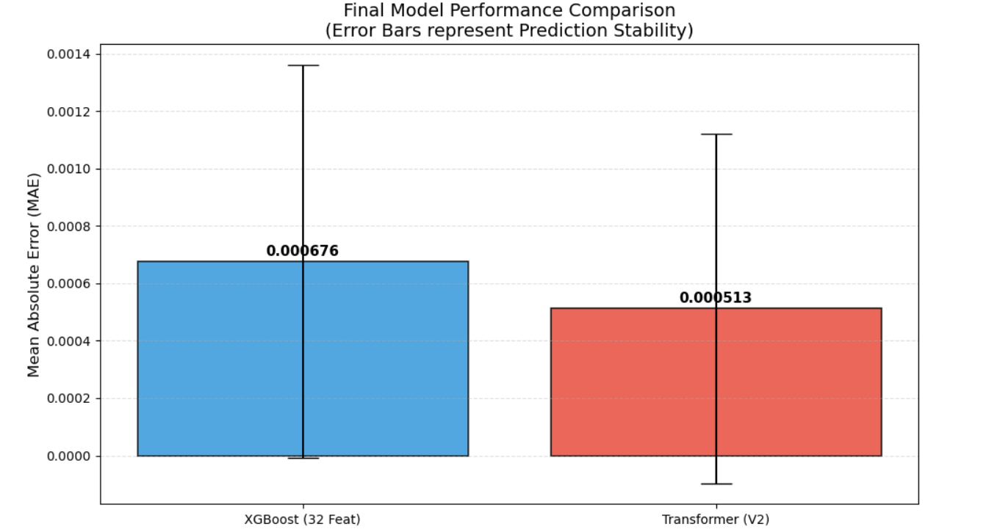 Final Model Performance Comparison
(Error Bars represent Prediction Stability)
Mean Absolute Error (MAE)
0.0014
0.0012
0.0010
0.0008
0.0006
0.0004
0.0002
0.0000
0.000676
0.000513
XGBoost (32 Feat)
Transformer (V2)